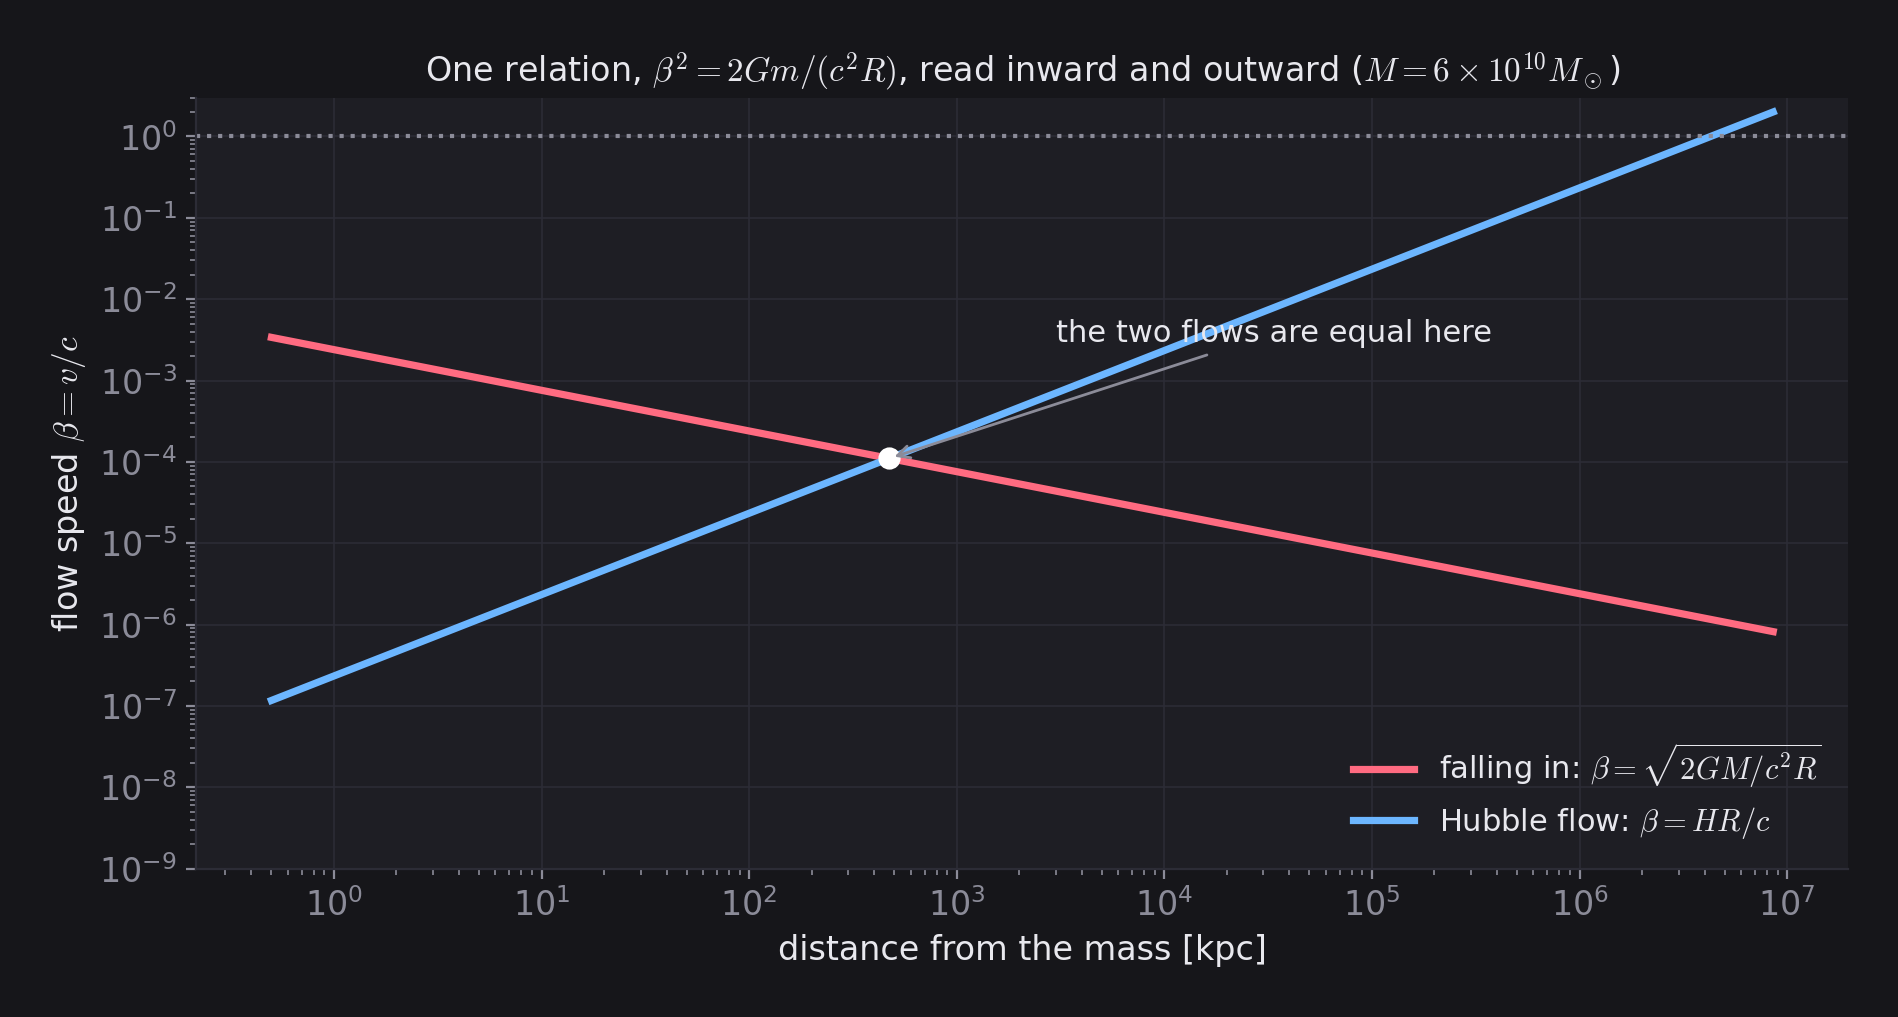 One relation, β² = 2Gm/(c²R), read inward and outward (M = 6 × 10¹⁰ M⊙)
10⁰
10⁻¹
10⁻²
10⁻³
10⁻⁴
10⁻⁵
10⁻⁶
10⁻⁷
10⁻⁸
10⁻⁹
flow speed β = v/c
the two flows are equal here
falling in: β = √2GM/c²R
Hubble flow: β = HR/c
10⁰ 10¹ 10² 10³ 10⁴ 10⁵ 10⁶ 10⁷
distance from the mass [kpc]